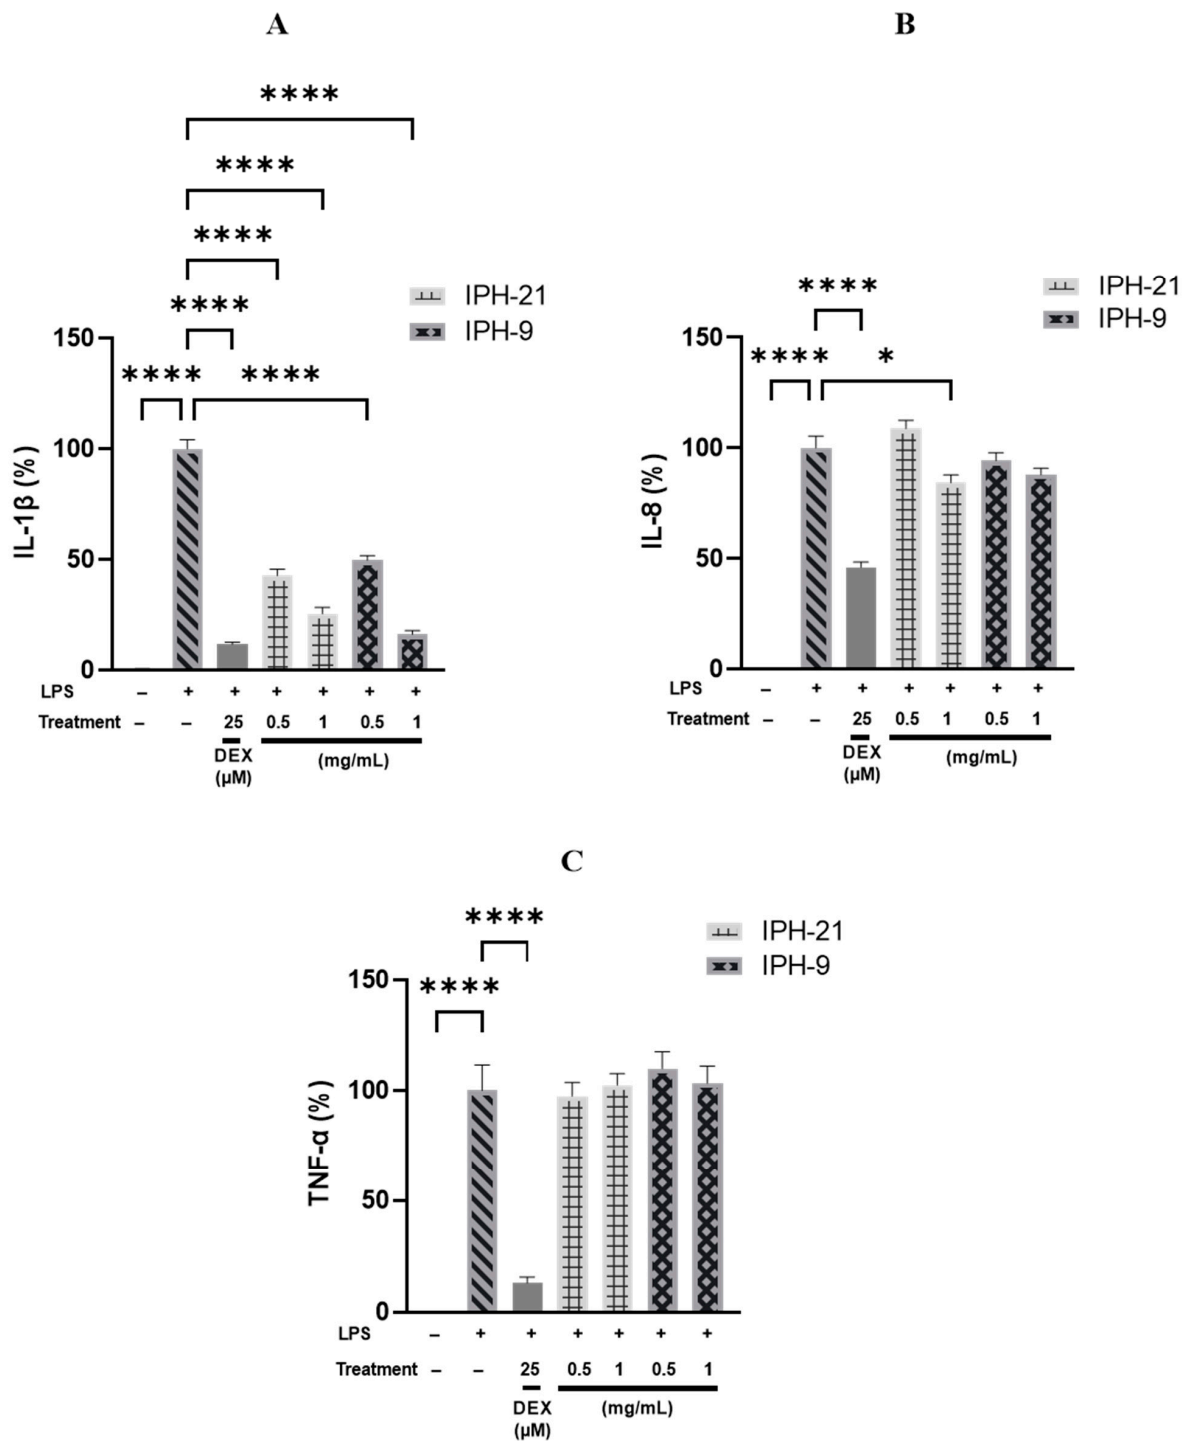 A
****
****
****
****
**** ****
IPH-21
IPH-9
IL-1β (%)
150
100
50
0
LPS – + + + + + +
Treatment – – 25 0.5 1 0.5 1
DEX (mg/mL)
(µM)
B
****
**** *
IPH-21
IPH-9
IL-8 (%)
150
100
50
0
LPS – + + + + + +
Treatment – – 25 0.5 1 0.5 1
DEX (mg/mL)
(µM)
C
****
****
IPH-21
IPH-9
TNF-α (%)
150
100
50
0
LPS – + + + + + +
Treatment – – 25 0.5 1 0.5 1
DEX (mg/mL)
(µM)